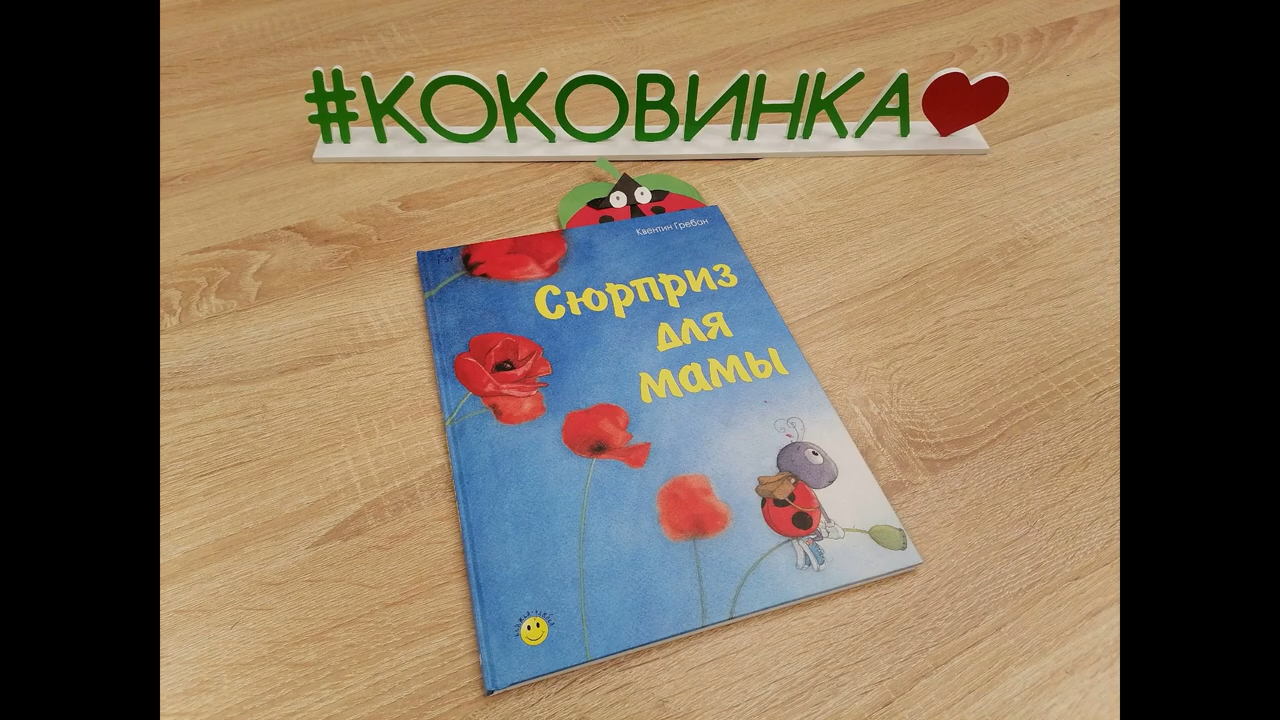 #КОКОВИНКА
Квентин Гребан
Сюрприз
для
мамы